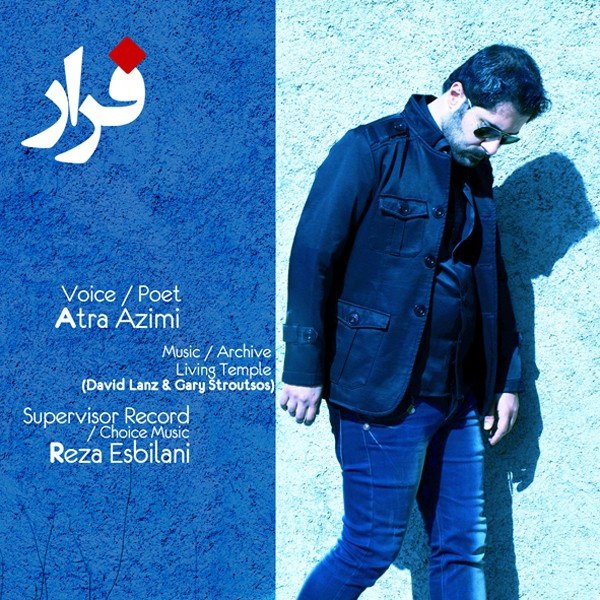 فرار
Voice / Poet
Atra Azimi
Music / Archive
Living Temple
(David Lanz & Gary Stroutsos)
Supervisor Record
/ Choice Music
Reza Esbilani